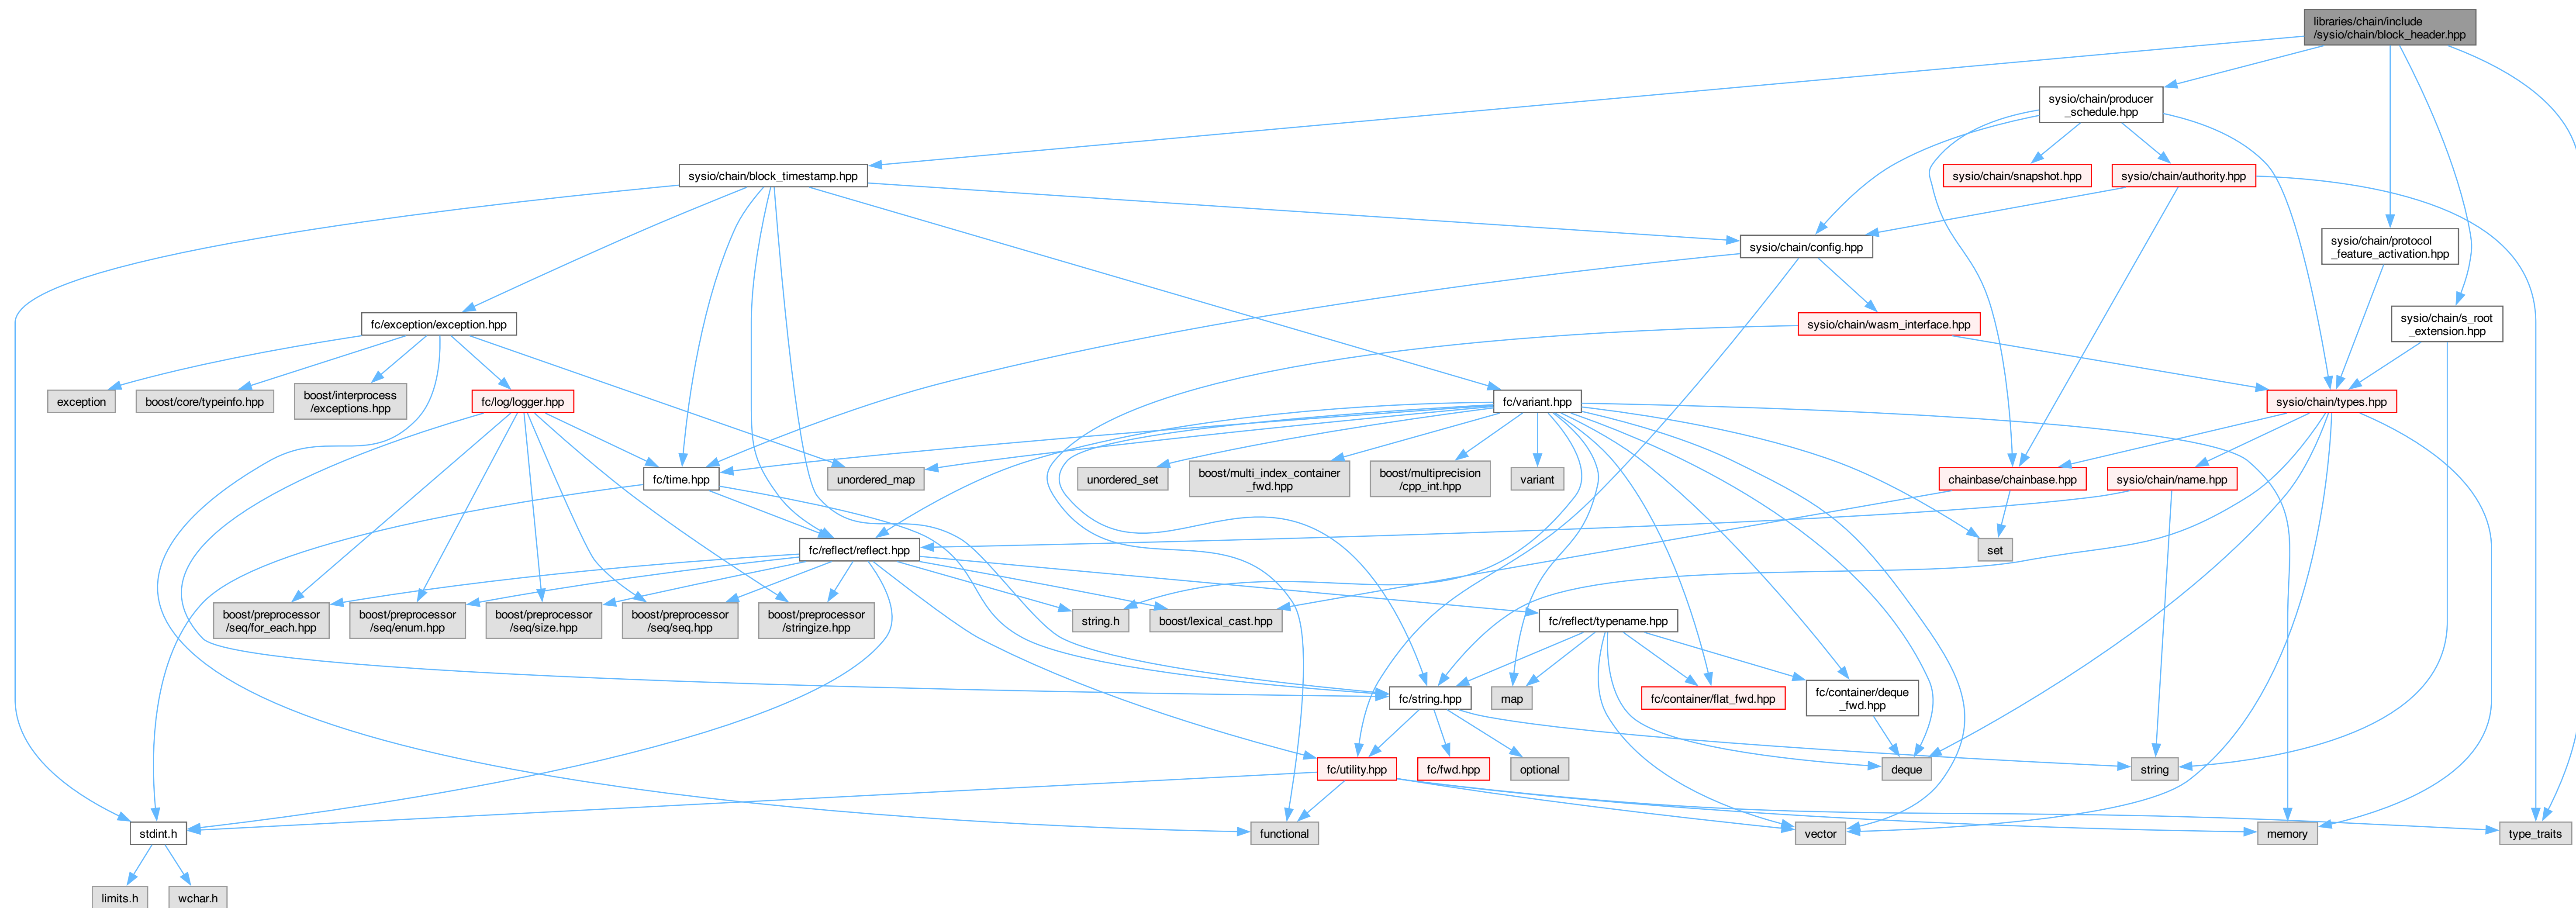 libraries/chain/include
/sysio/chain/block_header.hpp
sysio/chain/producer
_schedule.hpp
sysio/chain/block_timestamp.hpp
sysio/chain/snapshot.hpp
sysio/chain/authority.hpp
sysio/chain/config.hpp
sysio/chain/protocol
_feature_activation.hpp
fc/exception/exception.hpp
sysio/chain/wasm_interface.hpp
sysio/chain/s_root
_extension.hpp
exception
boost/core/typeinfo.hpp
boost/interprocess
/exceptions.hpp
fc/log/logger.hpp
fc/variant.hpp
sysio/chain/types.hpp
fc/time.hpp
unordered_map
unordered_set
boost/multi_index_container
_fwd.hpp
boost/multiprecision
/cpp_int.hpp
variant
chainbase/chainbase.hpp
sysio/chain/name.hpp
fc/reflect/reflect.hpp
set
boost/preprocessor
/seq/for_each.hpp
boost/preprocessor
/seq/enum.hpp
boost/preprocessor
/seq/size.hpp
boost/preprocessor
/seq/seq.hpp
boost/preprocessor
/stringize.hpp
string.h
boost/lexical_cast.hpp
fc/reflect/typename.hpp
fc/string.hpp
map
fc/container/flat_fwd.hpp
fc/container/deque
_fwd.hpp
fc/utility.hpp
fc/fwd.hpp
optional
deque
string
stdint.h
functional
vector
memory
type_traits
limits.h
wchar.h